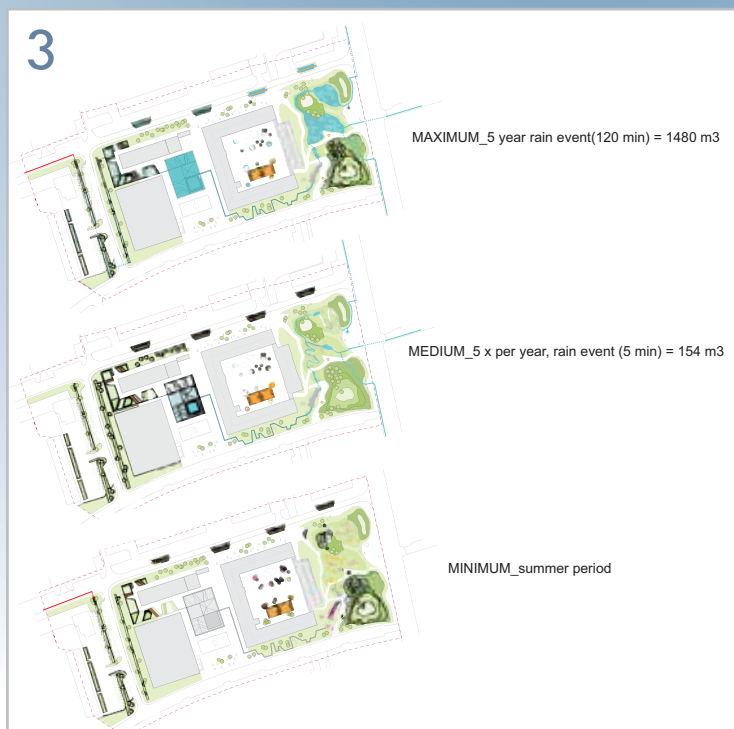 3
MAXIMUM_5 year rain event(120 min) = 1480 m3
MEDIUM_5 x per year, rain event (5 min) = 154 m3
MINIMUM_summer period